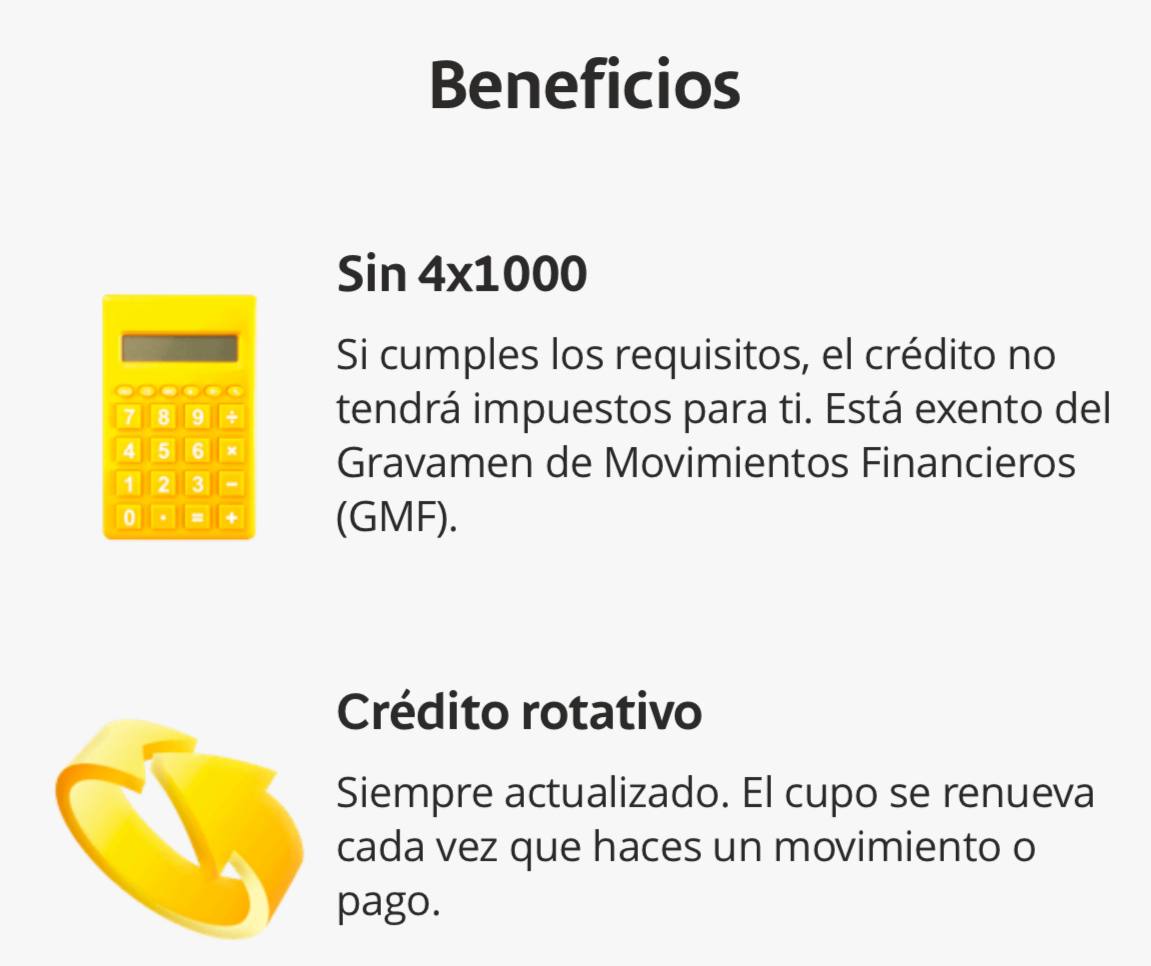 Beneficios
Sin 4x1000
Si cumples los requisitos, el crédito no
tendrá impuestos para ti. Está exento del
Gravamen de Movimientos Financieros
(GMF).
7 8 9 ÷
4 5 6 ×
1 2 3 −
0 · = +
Crédito rotativo
Siempre actualizado. El cupo se renueva
cada vez que haces un movimiento o
pago.